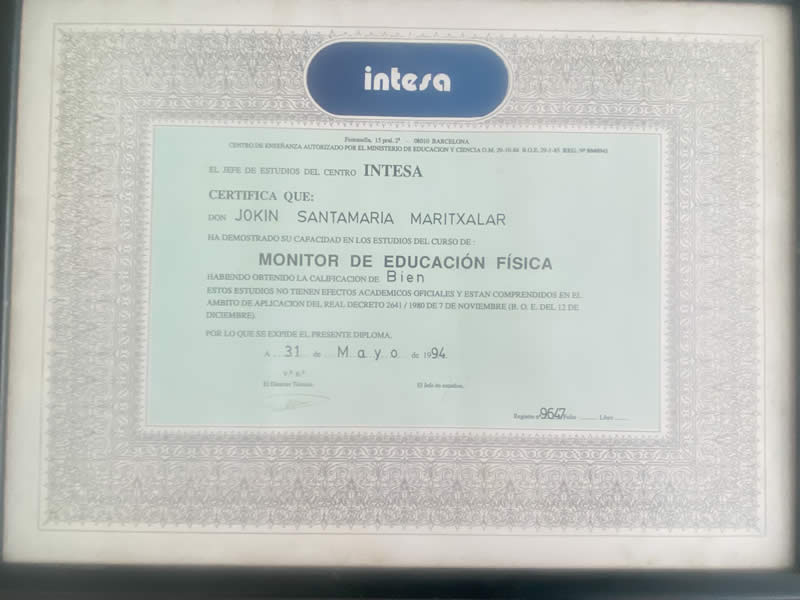 intesa
Fontanella, 15 pral. 2ª 08010 BARCELONA
CENTRO DE ENSEÑANZA AUTORIZADO POR EL MINISTERIO DE EDUCACION Y CIENCIA O.M. 29-10-84 B.O.E. 29-1-85 REG. Nº
EL JEFE DE ESTUDIOS DEL CENTRO INTESA
CERTIFICA QUE:
DON JOKIN SANTAMARIA MARITXALAR
HA DEMOSTRADO SU CAPACIDAD EN LOS ESTUDIOS DEL CURSO DE :
MONITOR DE EDUCACIÓN FÍSICA
HABIENDO OBTENIDO LA CALIFICACION DE Bien
ESTOS ESTUDIOS NO TIENEN EFECTOS ACADEMICOS OFICIALES Y ESTAN COMPRENDIDOS EN EL
AMBITO DE APLICACION DEL REAL DECRETO 2641 / 1980 DE 7 DE NOVIEMBRE (B. O. E. DEL 12 DE
DICIEMBRE).
POR LO QUE SE EXPIDE EL PRESENTE DIPLOMA.
A 31 de Mayo de 1994.
V.º B.º
El Director Técnico. El Jefe de estudios.
Registro nº 9647 Folio Libro